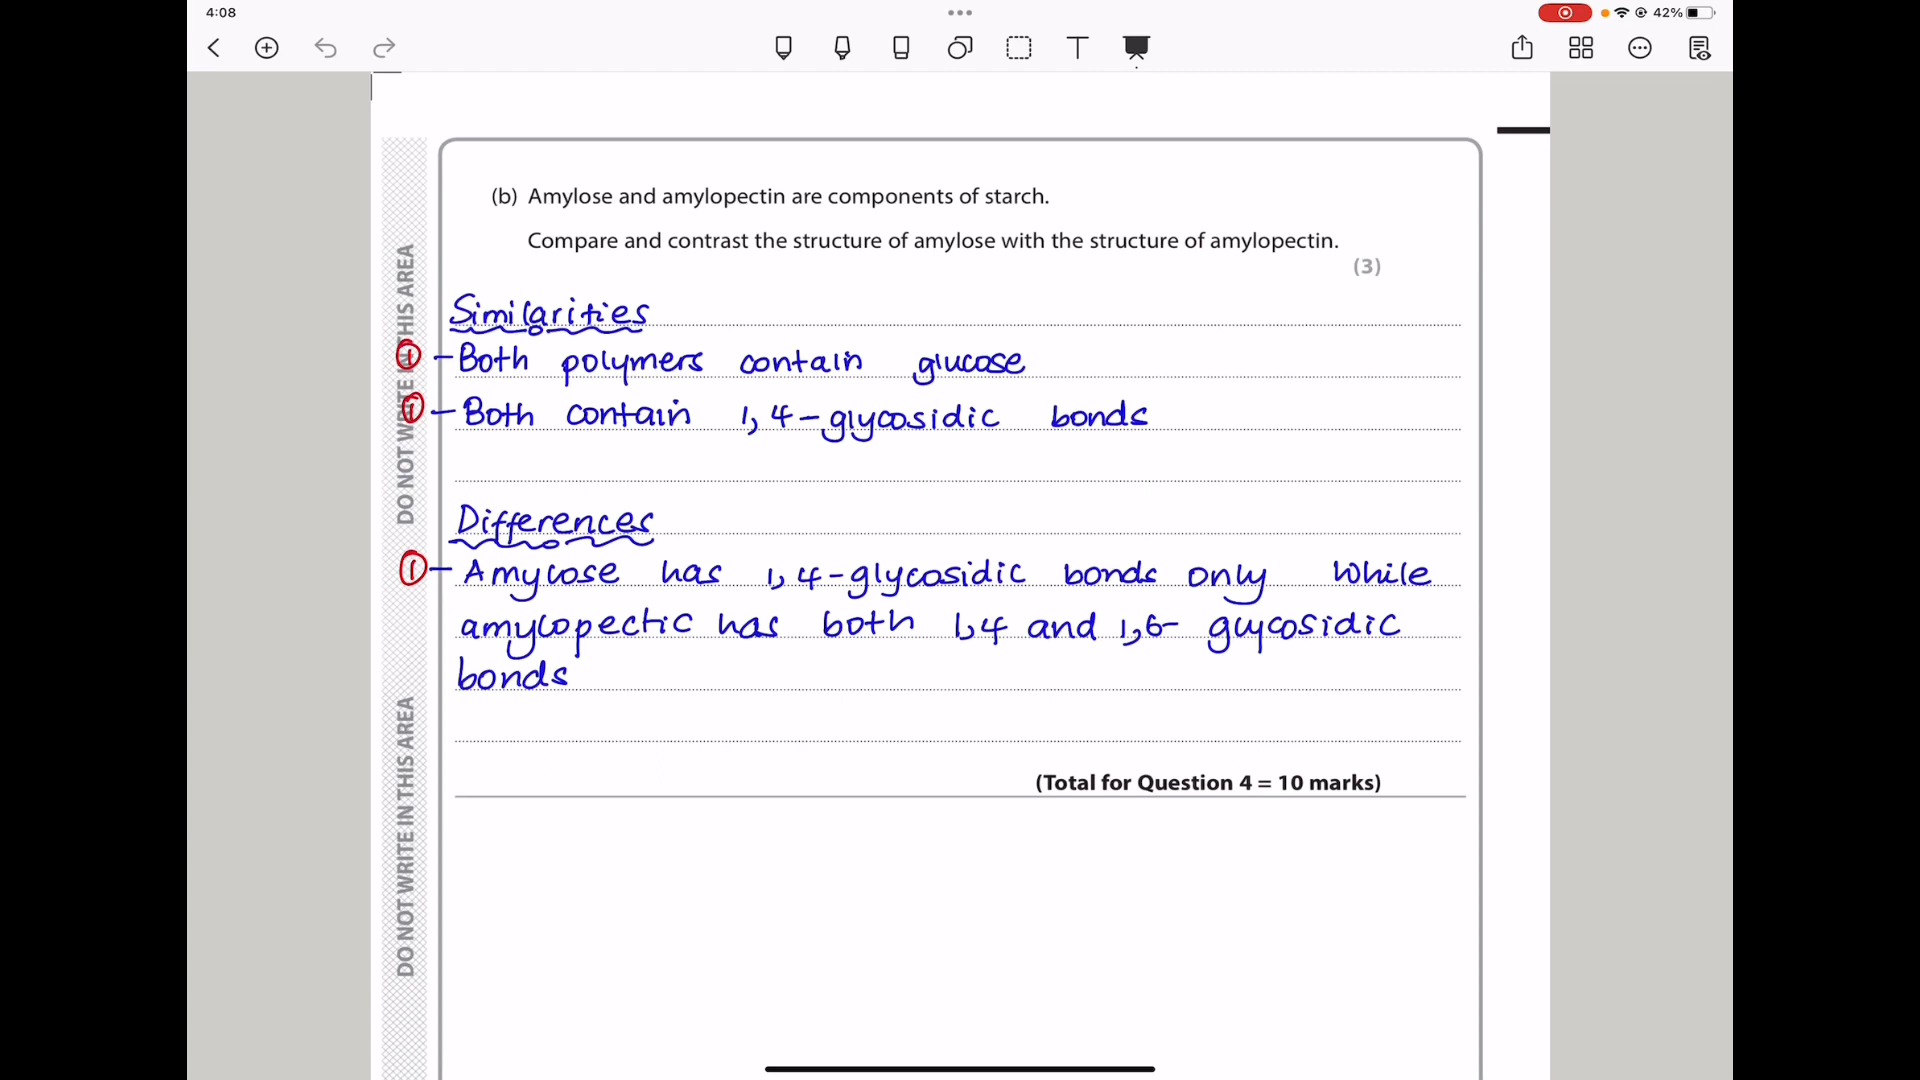 4:08
42%
(b) Amylose and amylopectin are components of starch.
Compare and contrast the structure of amylose with the structure of amylopectin.
(3)
Similarities
① – Both polymers contain glucose
① – Both contain 1,4-glycosidic bonds
Differences
① – Amylose has 1,4-glycosidic bonds only while
amylopectic has both 1,4 and 1,6- glycosidic
bonds
(Total for Question 4 = 10 marks)
DO NOT WRITE IN THIS AREA
DO NOT WRITE IN THIS AREA